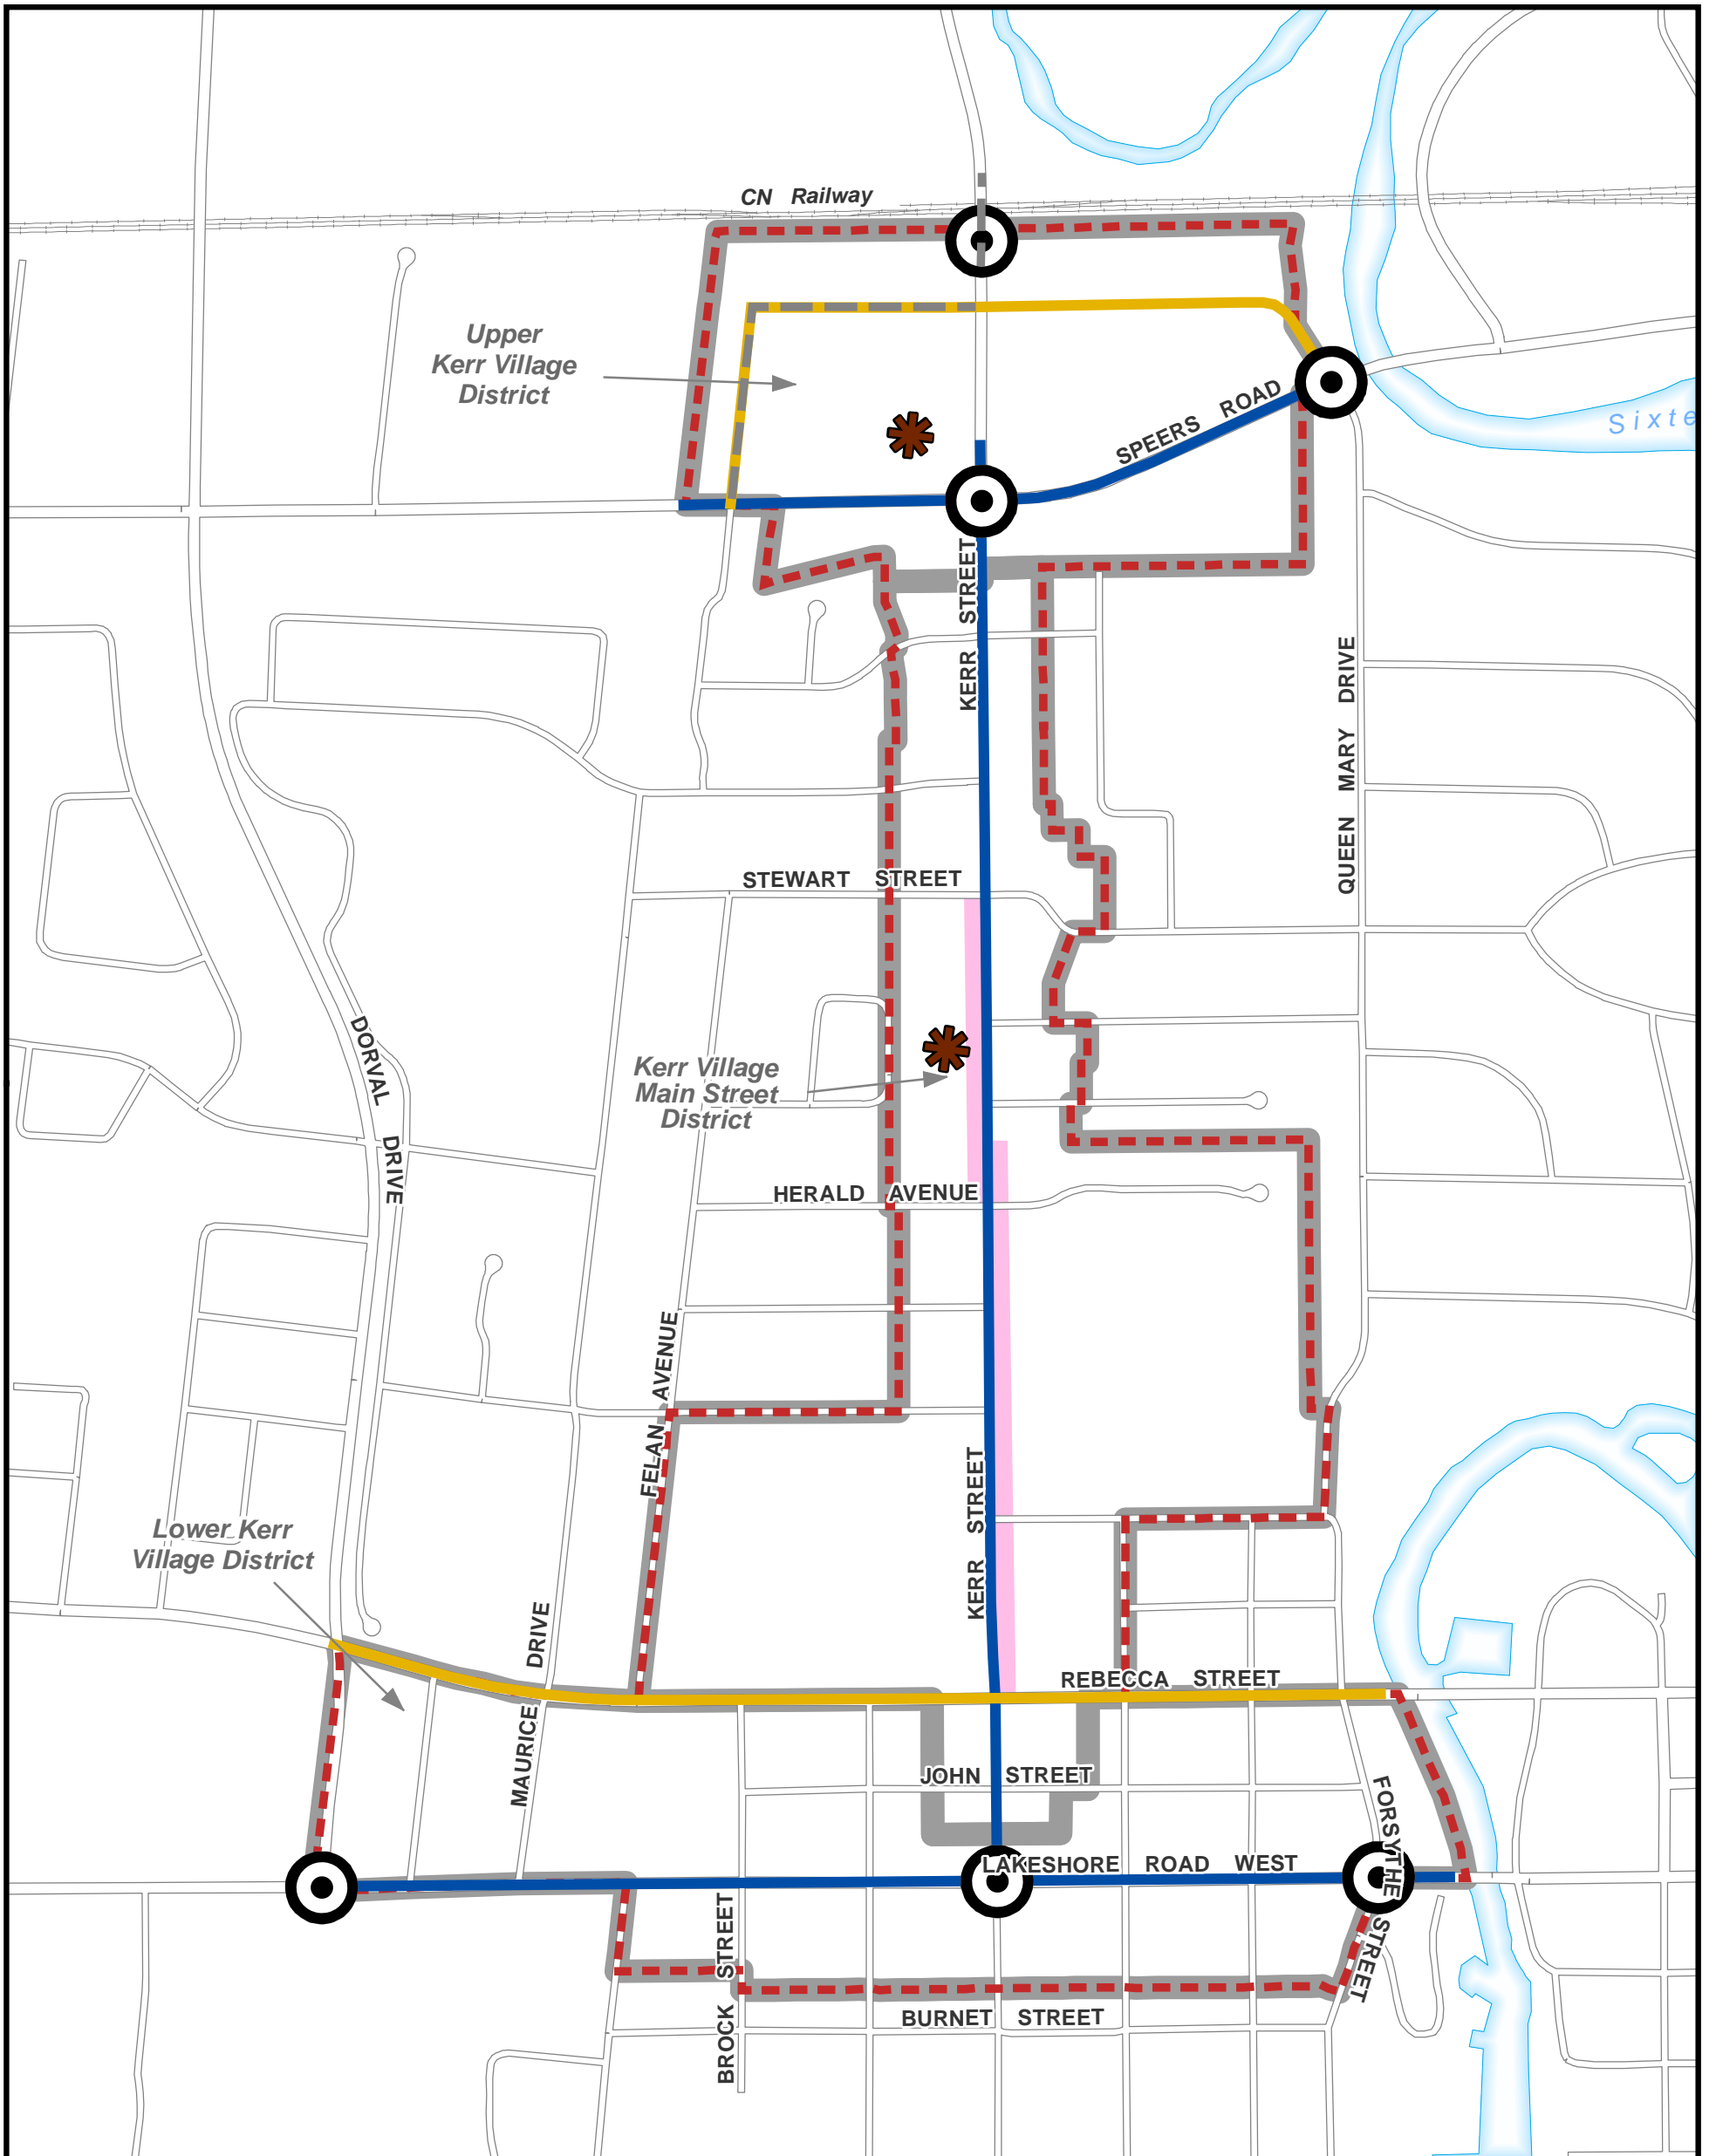 CN Railway
Upper
Kerr Village
District
SPEERS ROAD
Sixte
KERR STREET
QUEEN MARY DRIVE
STEWART STREET
DORVAL DRIVE
Kerr Village
Main Street
District
HERALD AVENUE
FELAN AVENUE
KERR STREET
Lower Kerr
Village District
MAURICE DRIVE
REBECCA STREET
JOHN STREET
FORSYTHE STREET
LAKESHORE ROAD WEST
BROCK STREET
BURNET STREET